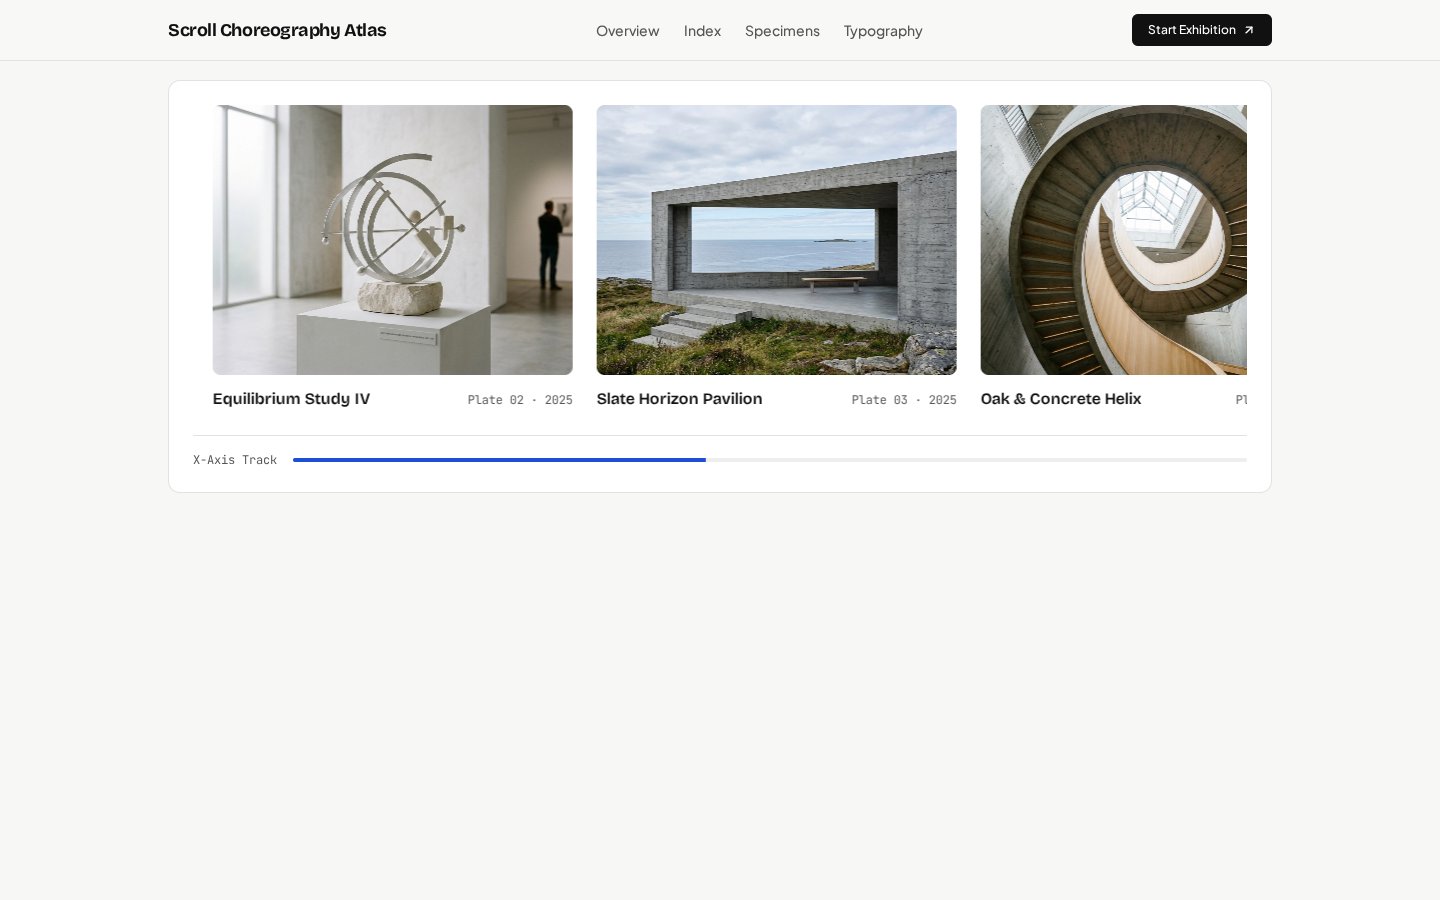 Scroll Choreography Atlas
Overview
Index
Specimens
Typography
Start Exhibition
Equilibrium Study IV
Plate 02 · 2025
Slate Horizon Pavilion
Plate 03 · 2025
Oak & Concrete Helix
X-Axis Track